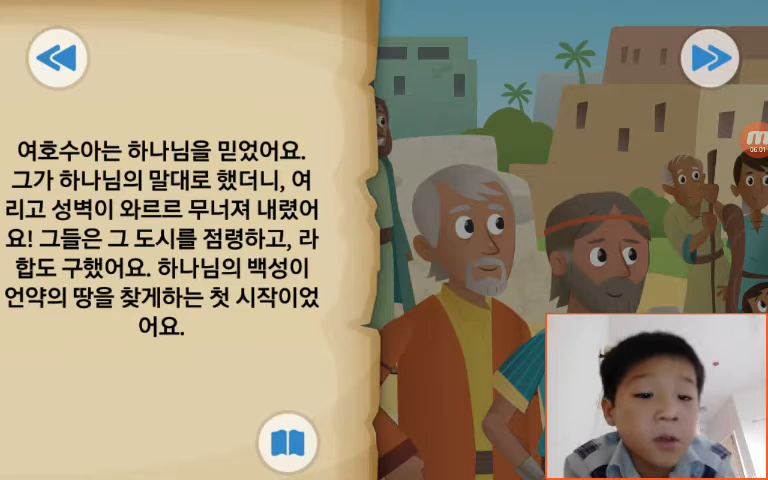 여호수아는 하나님을 믿었어요.
그가 하나님의 말대로 했더니, 여
리고 성벽이 와르르 무너져 내렸어
요! 그들은 그 도시를 점령하고, 라
합도 구했어요. 하나님의 백성이
언약의 땅을 찾게하는 첫 시작이었
어요.
06:01